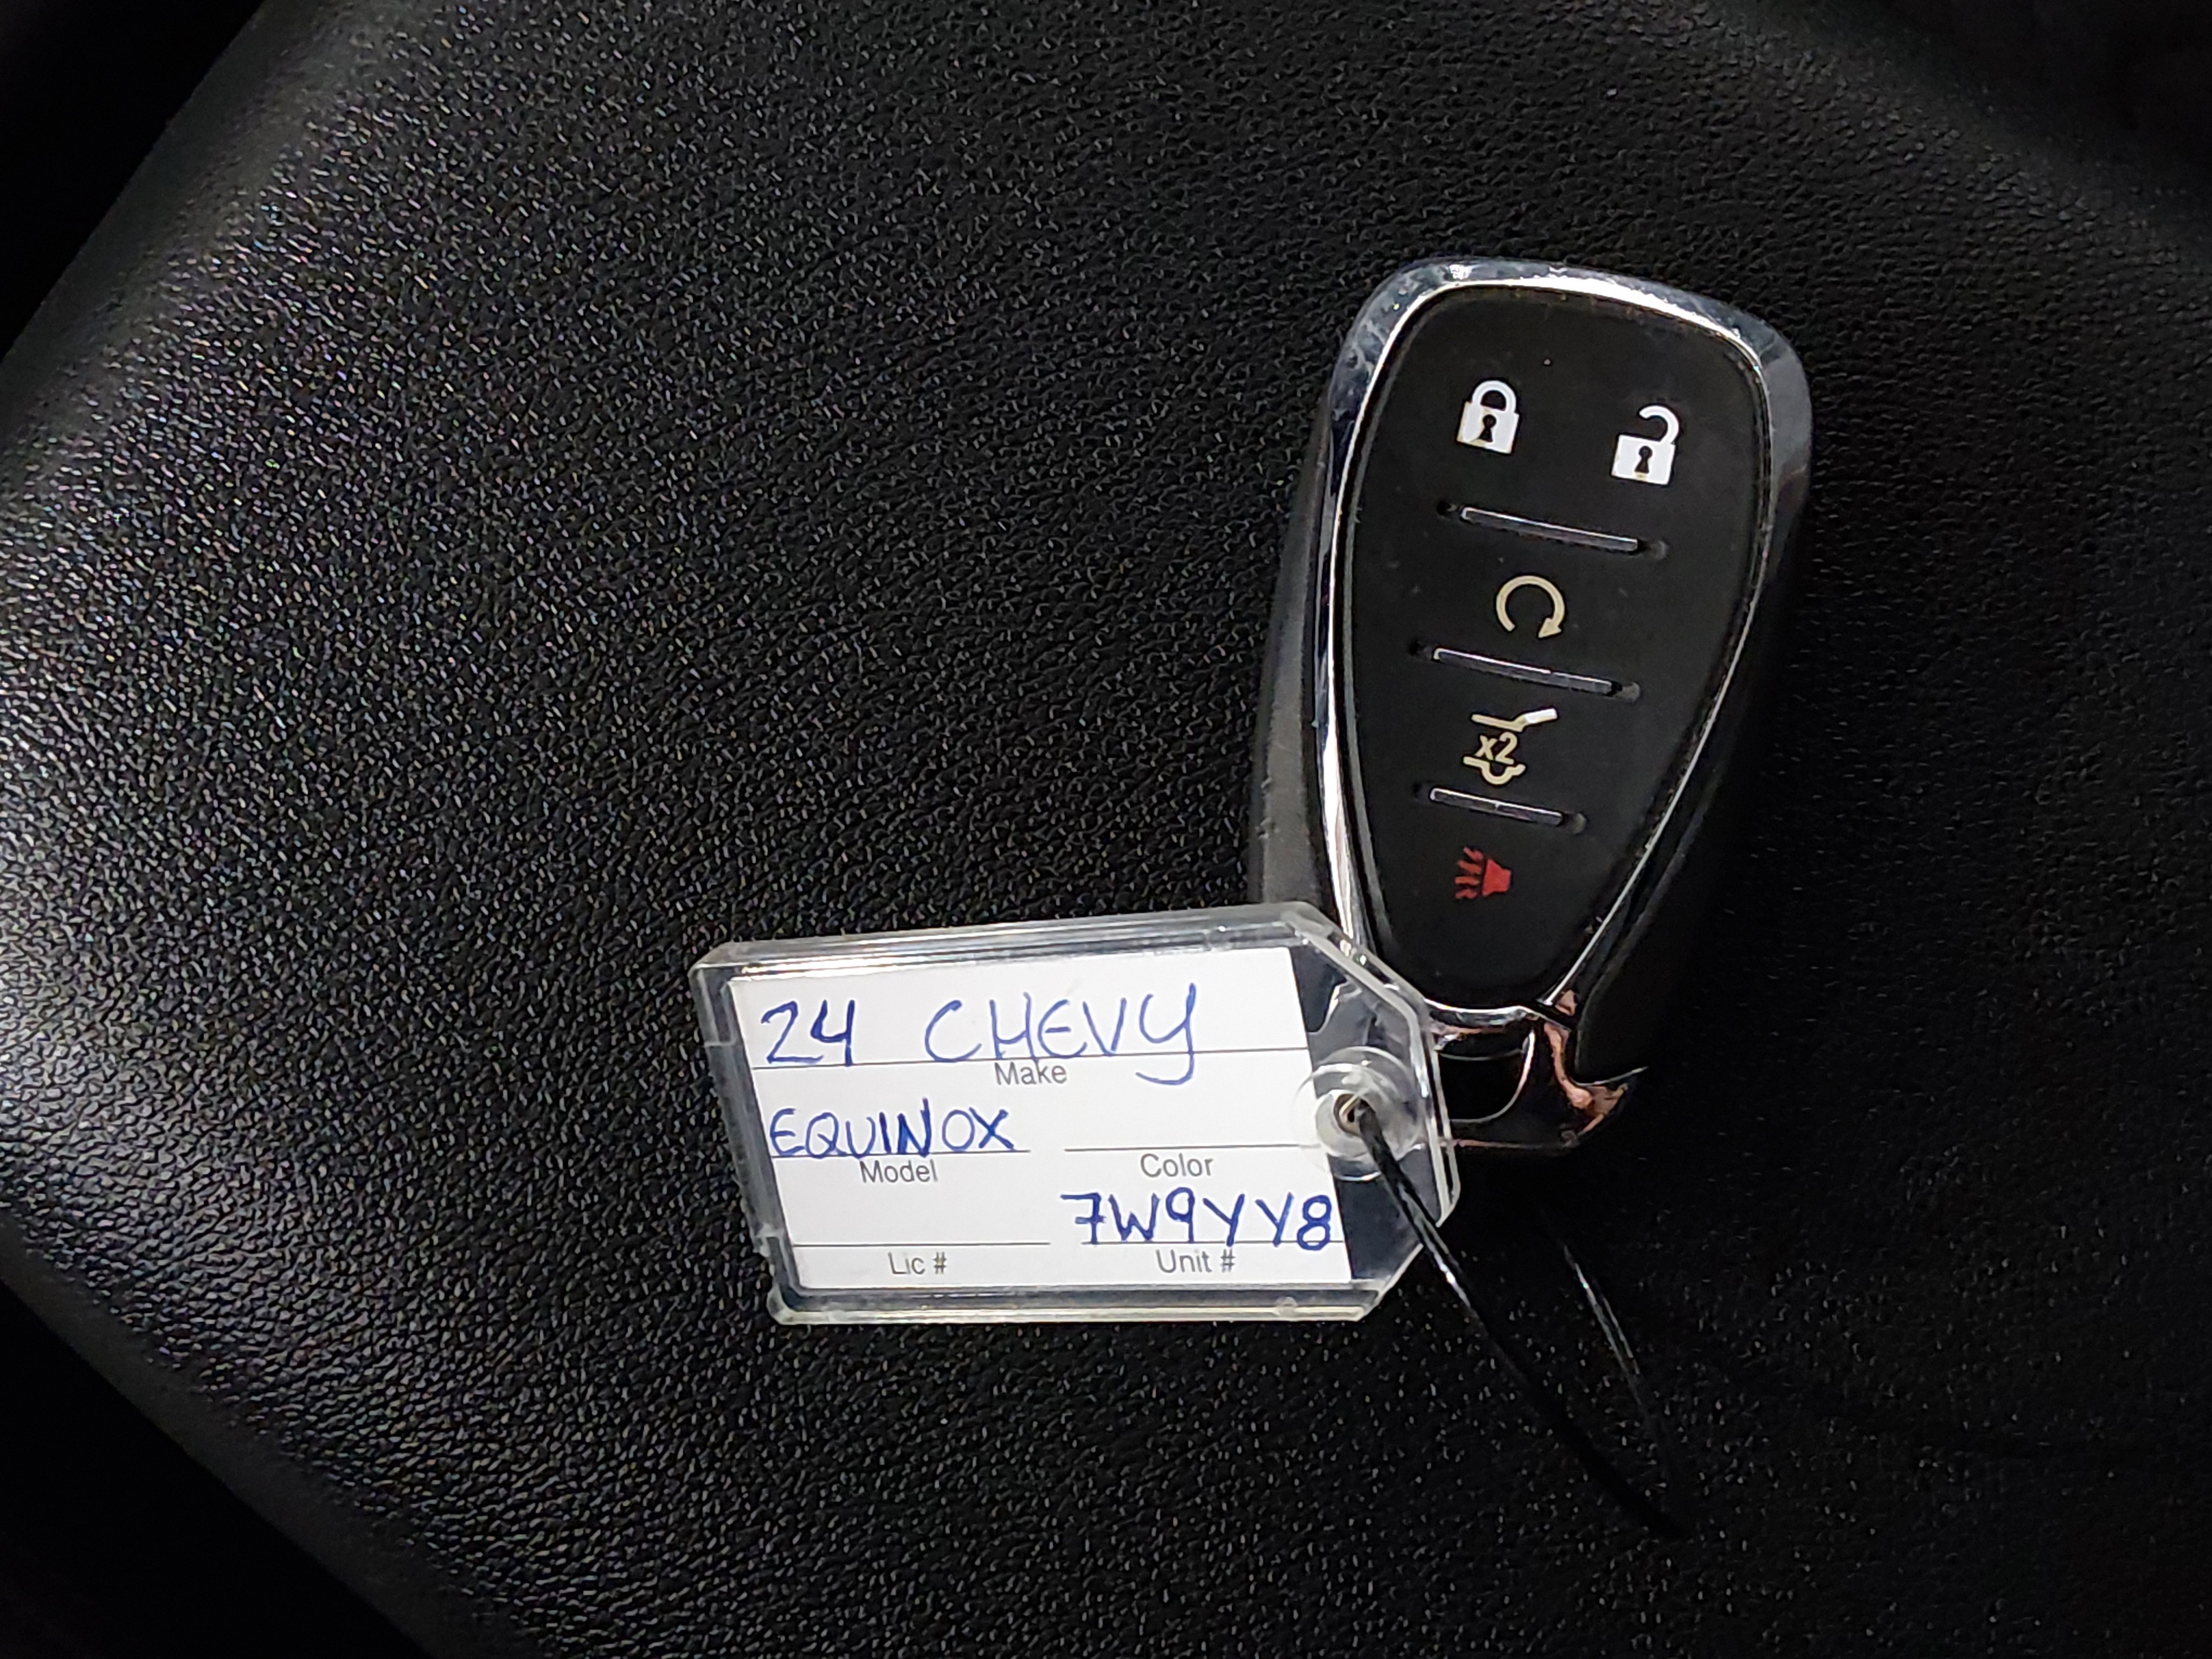 x2
24 CHEVY
Make
EQUINOX
Model Color
7W9YY8
Lic # Unit #